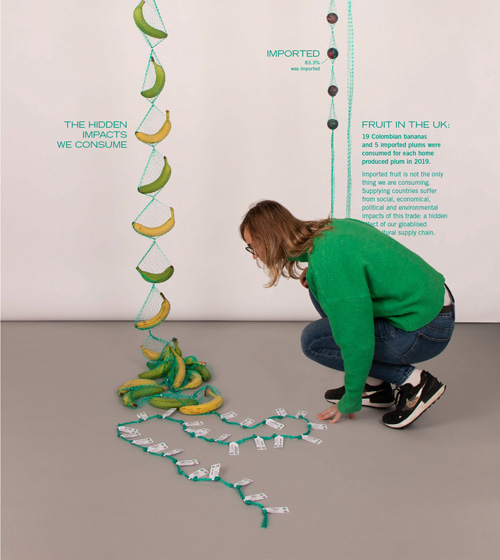 IMPORTED
83.3%
was imported
THE HIDDEN
IMPACTS
WE CONSUME
FRUIT IN THE UK:
19 Colombian bananas
and 5 imported plums were
consumed for each home
produced plum in 2019.
Imported fruit is not the only
thing we are consuming.
Supplying countries suffer
from social, economical,
political and environmental
impacts of this trade: a hidden
of our gloablised
supply chain.